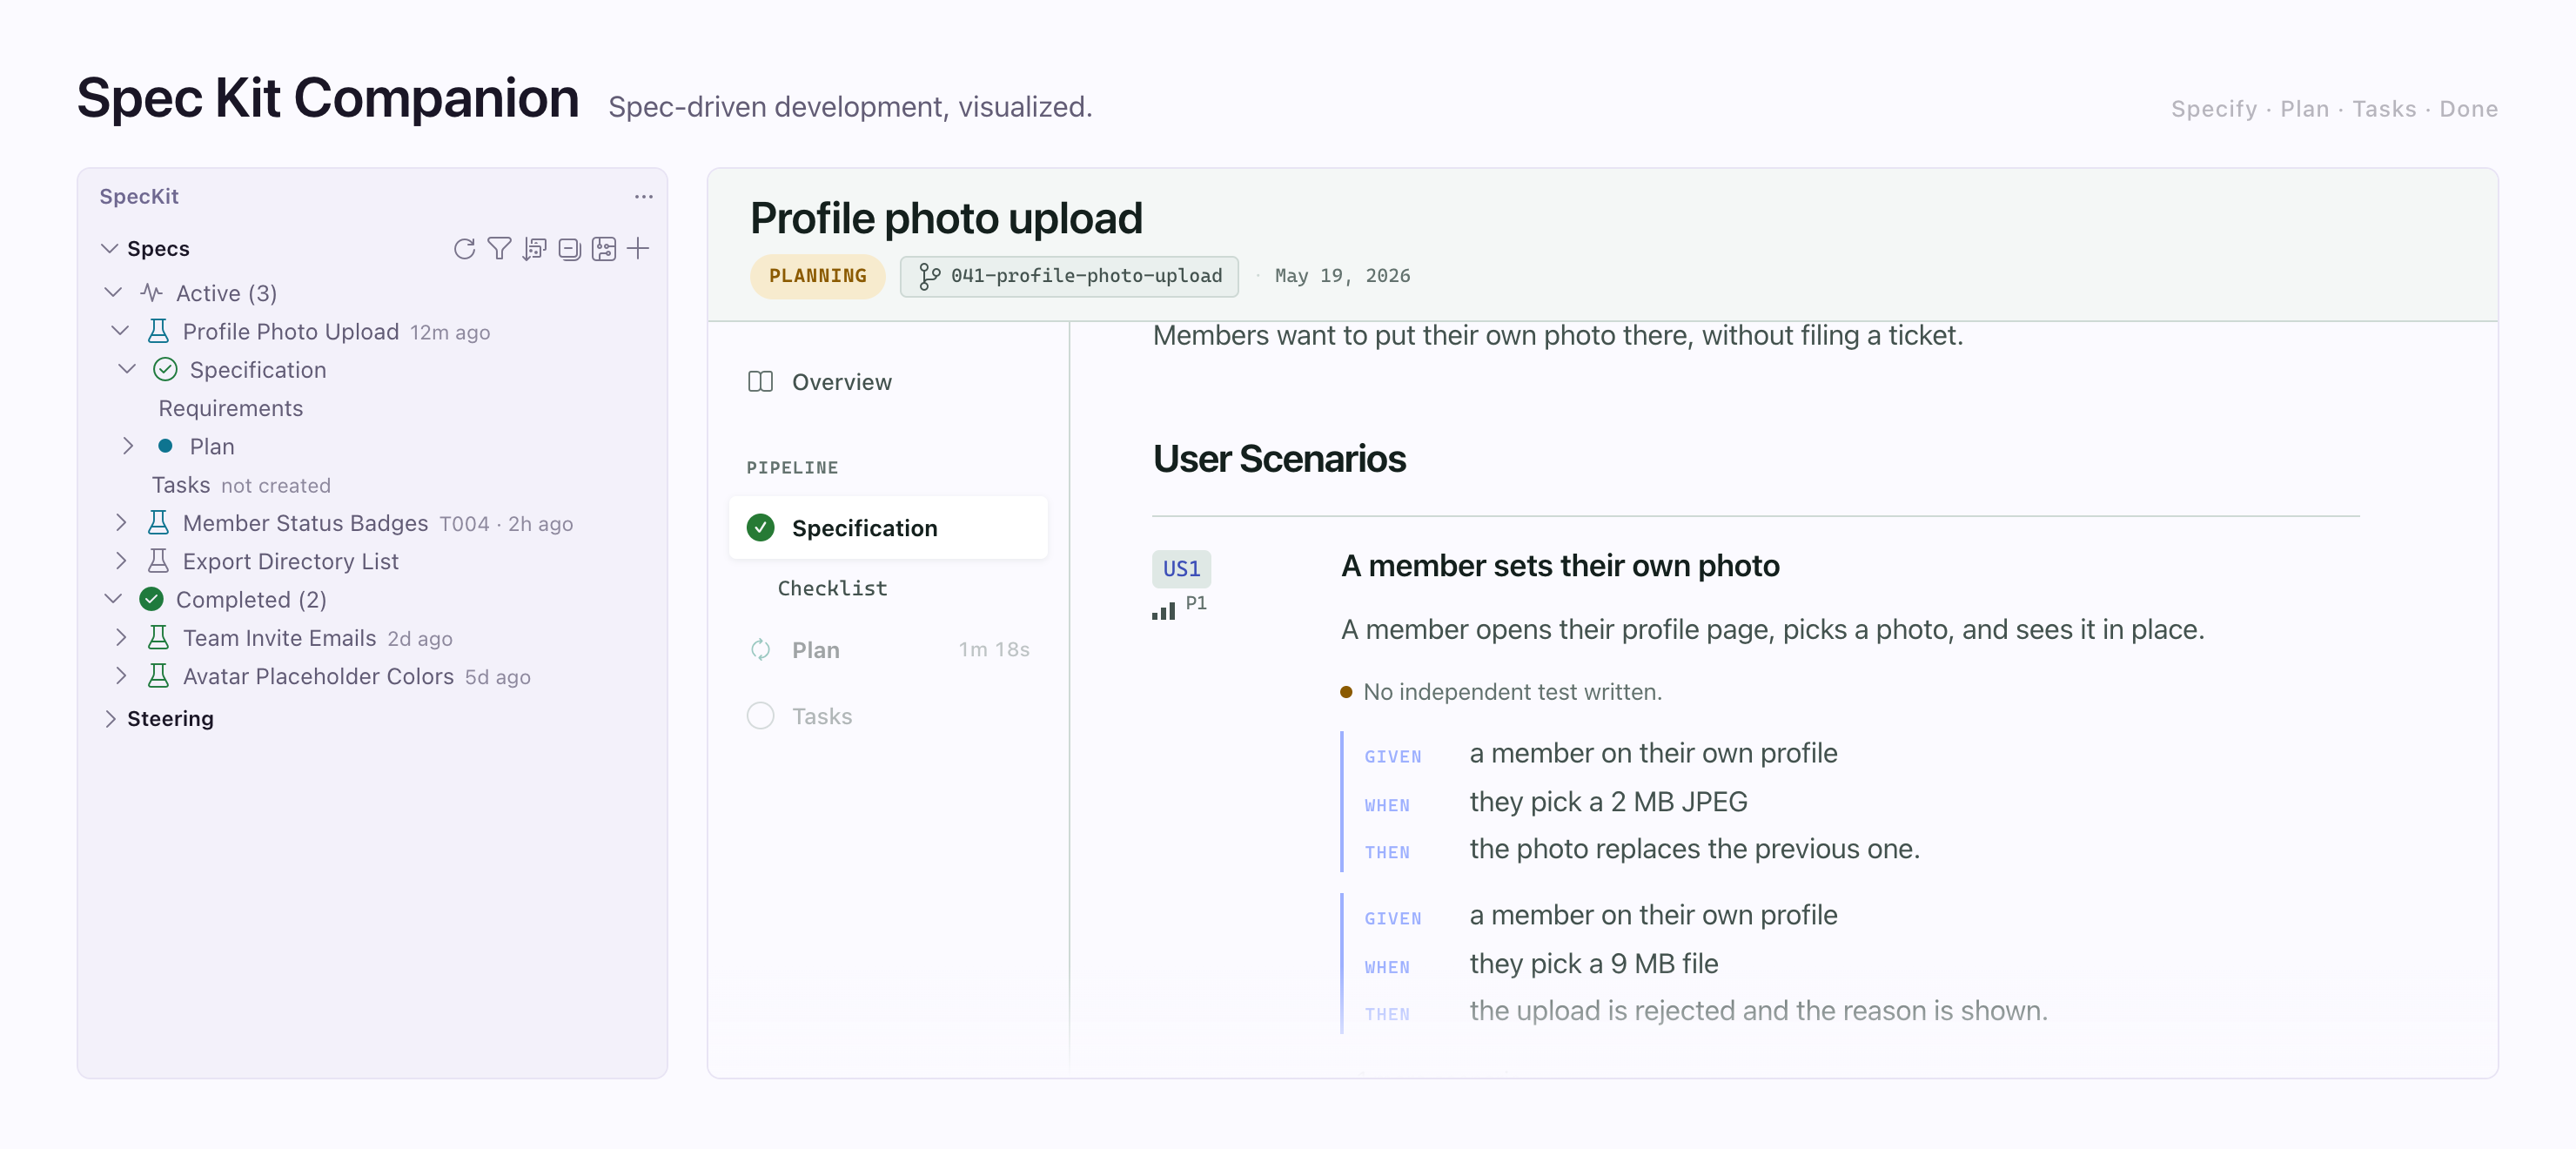 Spec Kit Companion Spec-driven development, visualized.
Specify · Plan · Tasks · Done
SpecKit
Specs
Active (3)
Profile Photo Upload 12m ago
Specification
Requirements
Plan
Tasks not created
Member Status Badges T004 · 2h ago
Export Directory List
Completed (2)
Team Invite Emails 2d ago
Avatar Placeholder Colors 5d ago
Steering
Profile photo upload
PLANNING 041-profile-photo-upload · May 19, 2026
Overview
PIPELINE
Specification
Checklist
Plan 1m 18s
Tasks
Members want to put their own photo there, without filing a ticket.
User Scenarios
US1
P1
A member sets their own photo
A member opens their profile page, picks a photo, and sees it in place.
No independent test written.
GIVEN a member on their own profile
WHEN they pick a 2 MB JPEG
THEN the photo replaces the previous one.
GIVEN a member on their own profile
WHEN they pick a 9 MB file
THEN the upload is rejected and the reason is shown.